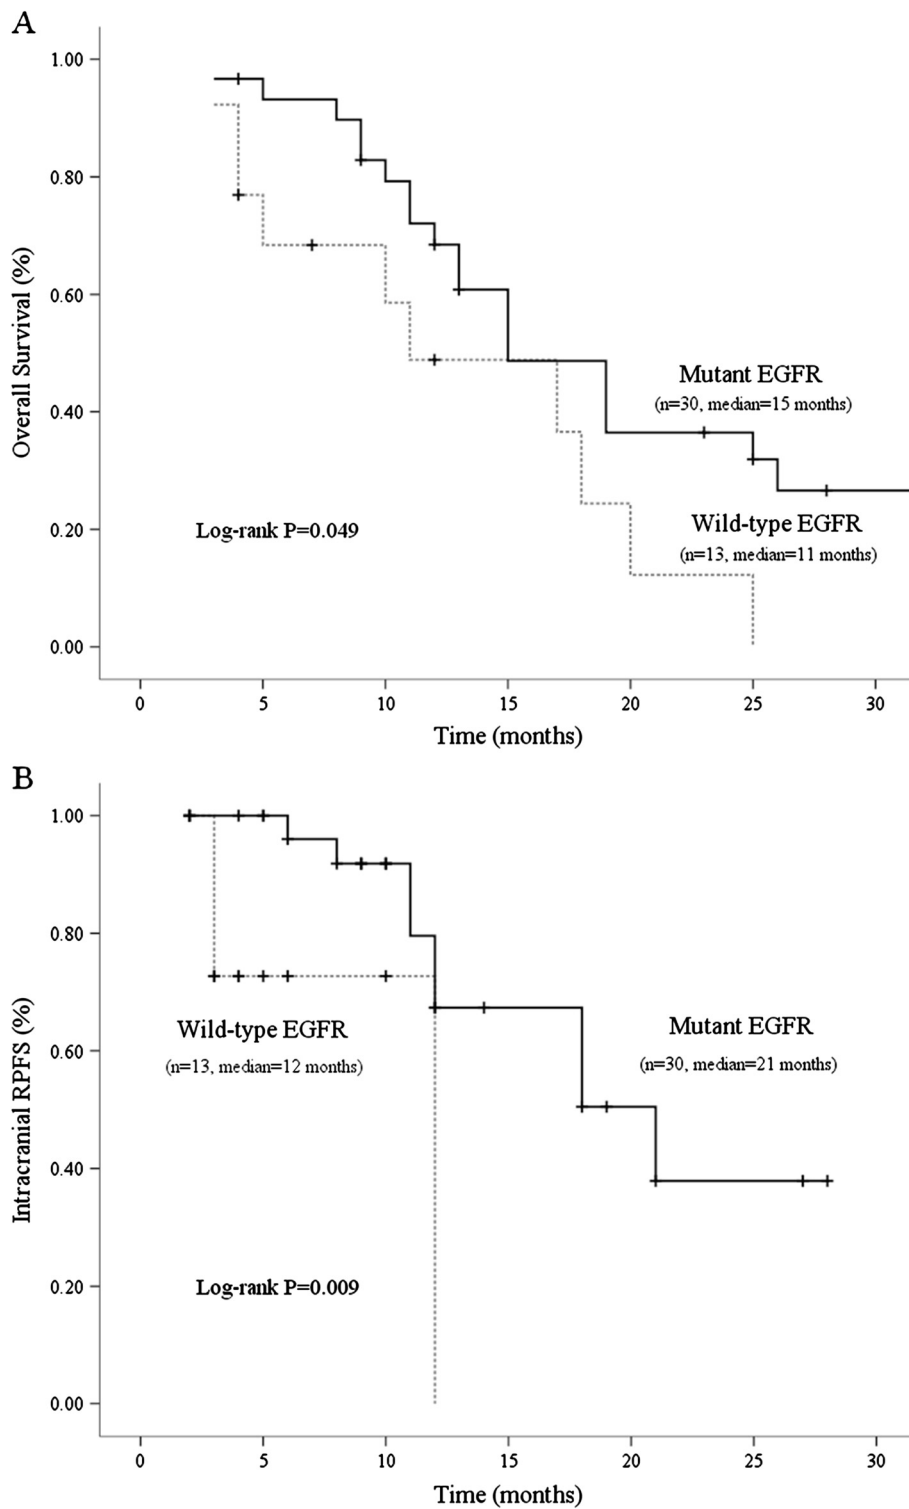 A
1.00
0.80
0.60
0.40
0.20
0.00
Overall Survival (%)
Mutant EGFR
(n=30, median=15 months)
Wild-type EGFR
(n=13, median=11 months)
Log-rank P=0.049
0 5 10 15 20 25 30
Time (months)
B
1.00
0.80
0.60
0.40
0.20
0.00
Intracranial RPFS (%)
Wild-type EGFR
(n=13, median=12 months)
Mutant EGFR
(n=30, median=21 months)
Log-rank P=0.009
0 5 10 15 20 25 30
Time (months)